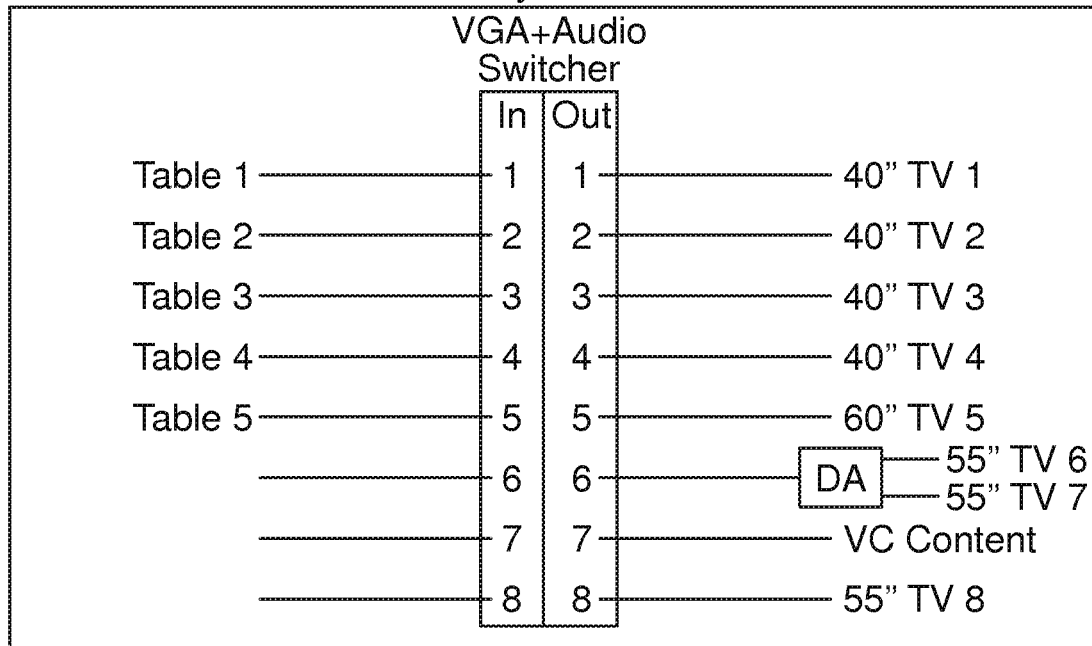 VGA+Audio
Switcher
In Out
Table 1 1 1 40” TV 1
Table 2 2 2 40” TV 2
Table 3 3 3 40” TV 3
Table 4 4 4 40” TV 4
Table 5 5 5 60” TV 5
6 6 DA 55” TV 6
55” TV 7
7 7 VC Content
8 8 55” TV 8